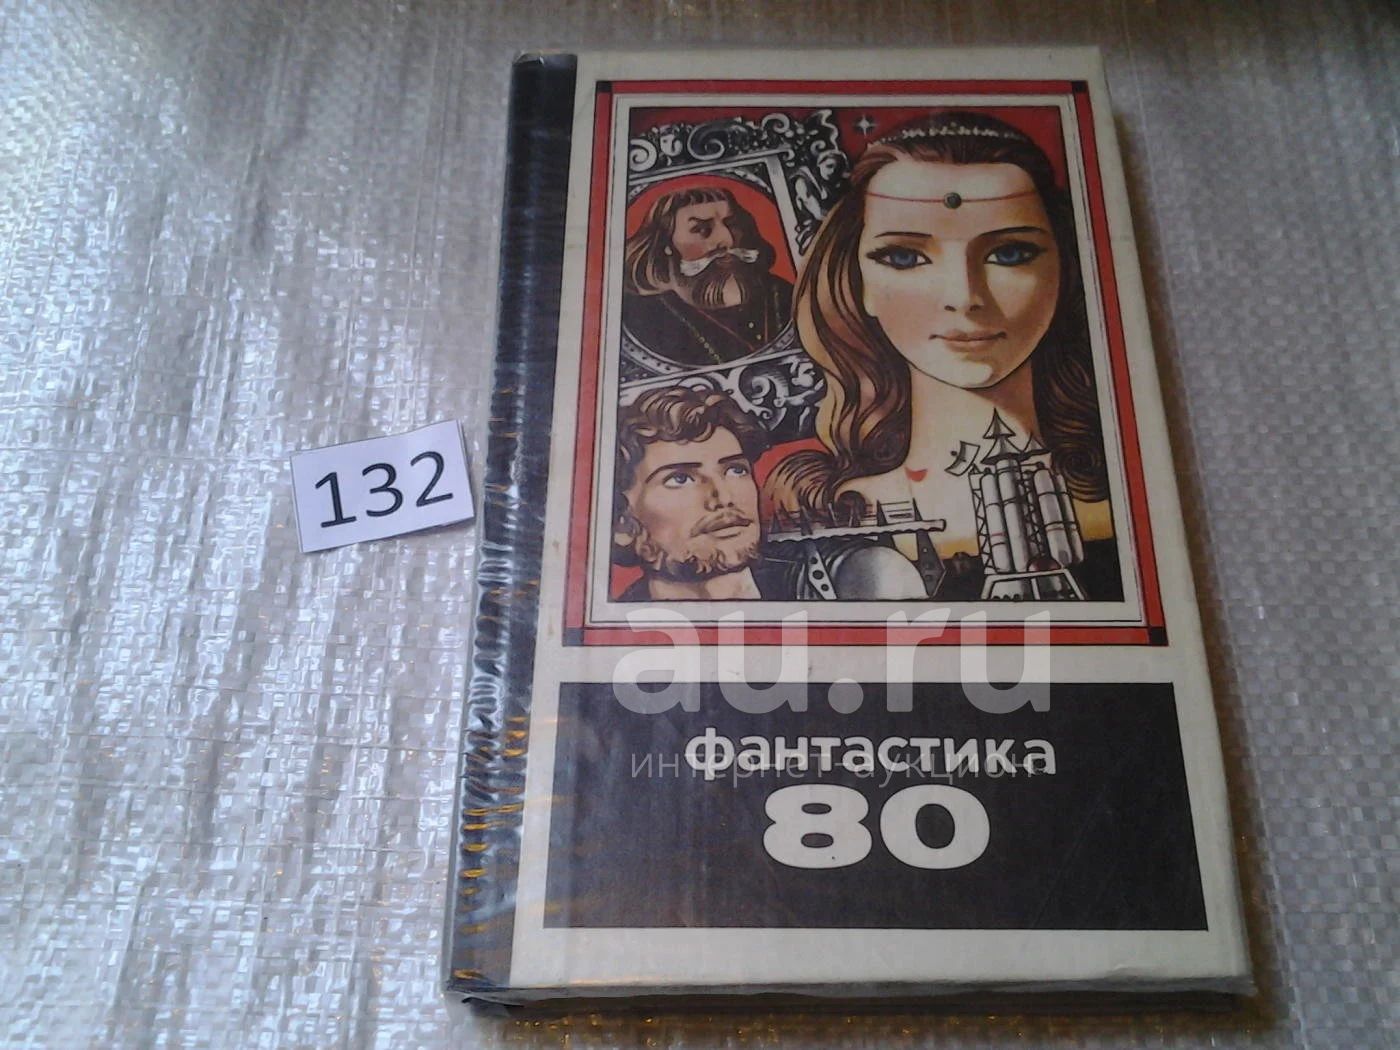 132
au.ru
фантастика
интернет-аукцион
80